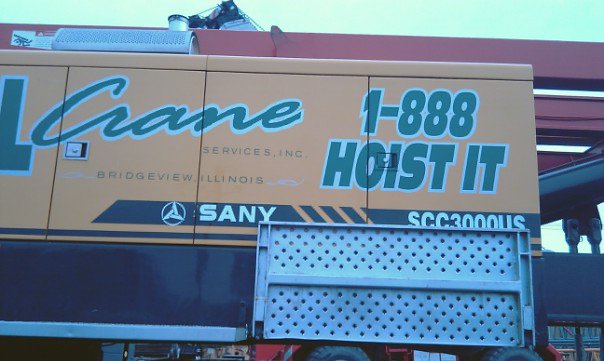 Crane
SERVICES, INC.
BRIDGEVIEW, ILLINOIS
1-888
HOIST IT
SANY
SCC3000US